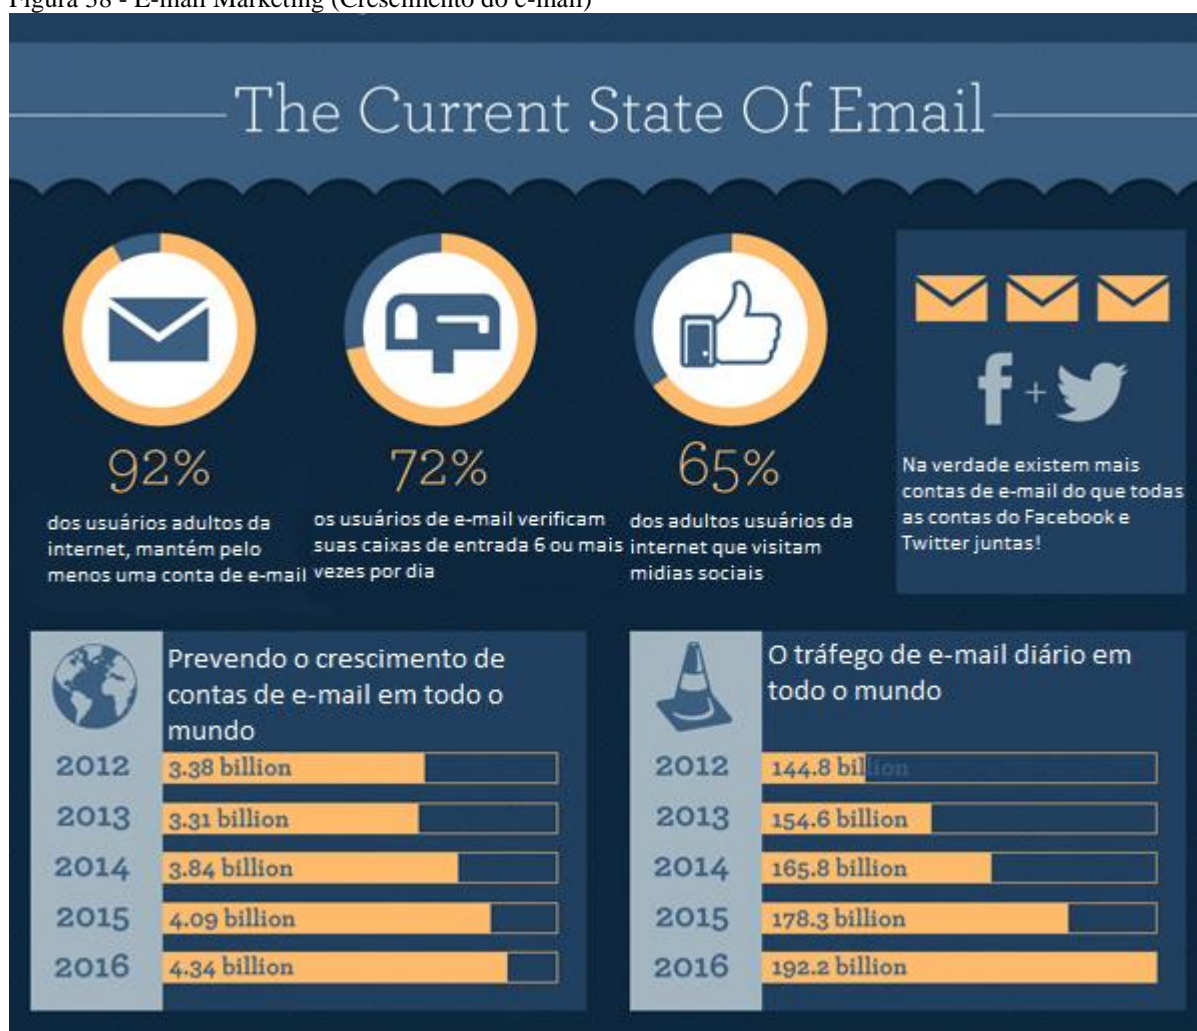 Figura 38 - E-mail Marketing (Crescimento do e-mail)
The Current State Of Email
92%
dos usuários adultos da
internet, mantém pelo
menos uma conta de e-mail
72%
os usuários de e-mail verificam
suas caixas de entrada 6 ou mais
vezes por dia
65%
dos adultos usuários da
internet que visitam
midias sociais
f + 
Na verdade existem mais
contas de e-mail do que todas
as contas do Facebook e
Twitter juntas!
Prevendo o crescimento de
contas de e-mail em todo o
mundo
2012 3.38 billion
2013 3.31 billion
2014 3.84 billion
2015 4.09 billion
2016 4.34 billion
O tráfego de e-mail diário em
todo o mundo
2012 144.8 billion
2013 154.6 billion
2014 165.8 billion
2015 178.3 billion
2016 192.2 billion